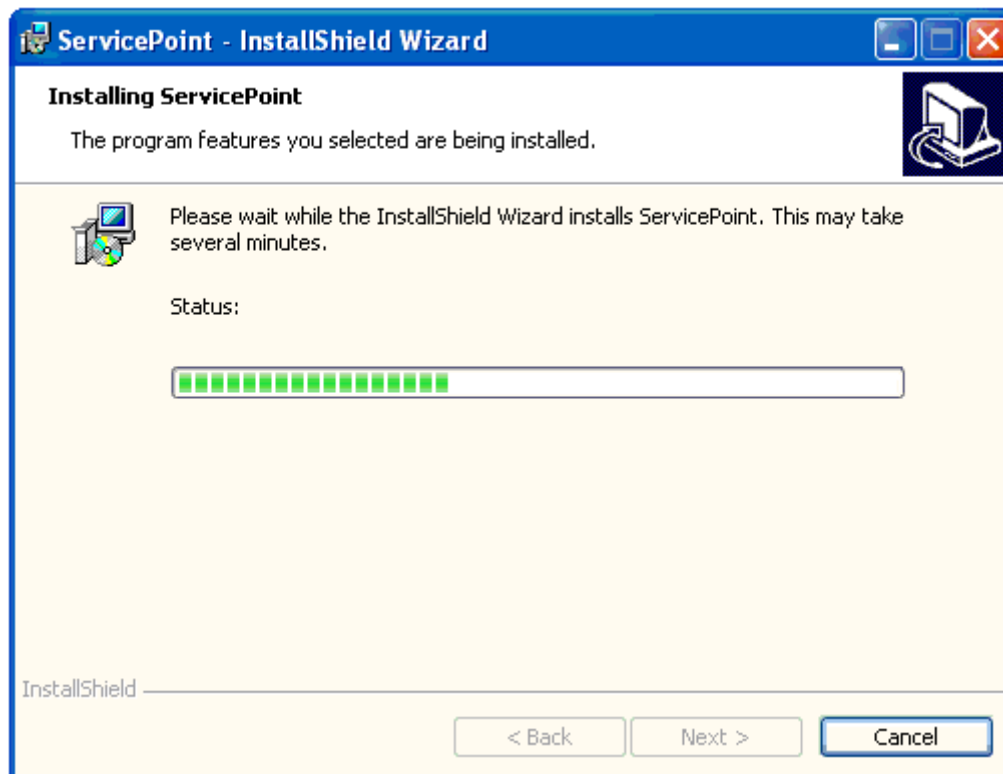 ServicePoint - InstallShield Wizard
Installing ServicePoint
The program features you selected are being installed.
Please wait while the InstallShield Wizard installs ServicePoint. This may take
several minutes.
Status:
InstallShield
< Back Next > Cancel